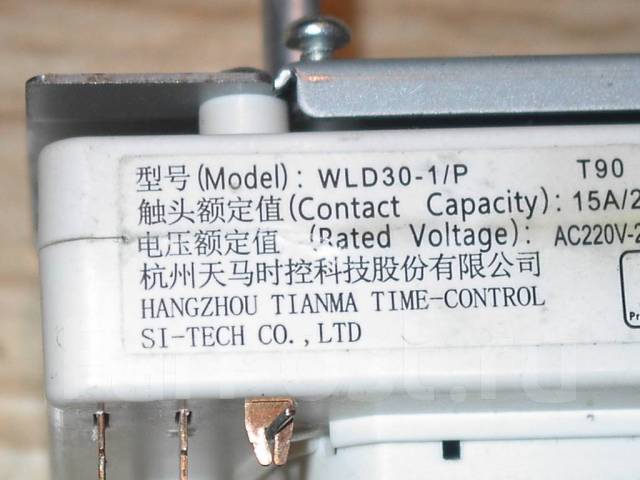 型号(Model): WLD30-1/P T90
触头额定值(Contact Capacity): 15A/2
电压额定值 (Rated Voltage): AC220V-2
杭州天马时控科技股份有限公司
HANGZHOU TIANMA TIME-CONTROL
SI-TECH CO.,LTD
Pr